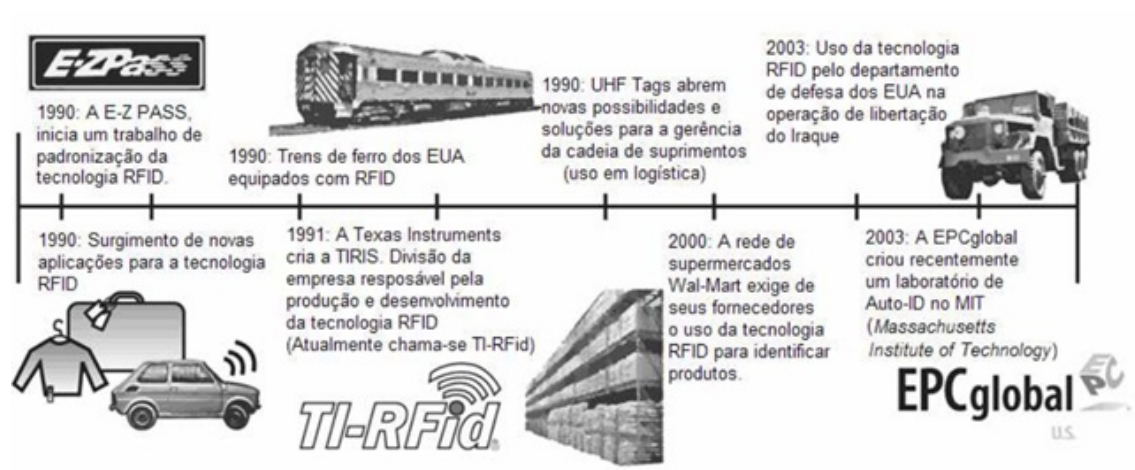 E-ZPass
1990: A E-Z PASS,
inicia um trabalho de
padronização da
tecnologia RFID.
1990: Trens de ferro dos EUA
equipados com RFID
1990: UHF Tags abrem
novas possibilidades e
soluções para a gerência
da cadeia de suprimentos
(uso em logística)
2003: Uso da tecnologia
RFID pelo departamento
de defesa dos EUA na
operação de libertação
do Iraque
1990: Surgimento de novas
aplicações para a tecnologia
RFID
1991: A Texas Instruments
cria a TIRIS. Divisão da
empresa resposável pela
produção e desenvolvimento
da tecnologia RFID
(Atualmente chama-se TI-RFid)
TI-RFid
2000: A rede de
supermercados
Wal-Mart exige de
seus fornecedores
o uso da tecnologia
RFID para identificar
produtos.
2003: A EPCglobal
criou recentemente
um laboratório de
Auto-ID no MIT
(Massachusetts
Institute of Technology)
EPCglobal
EPC
U.S.